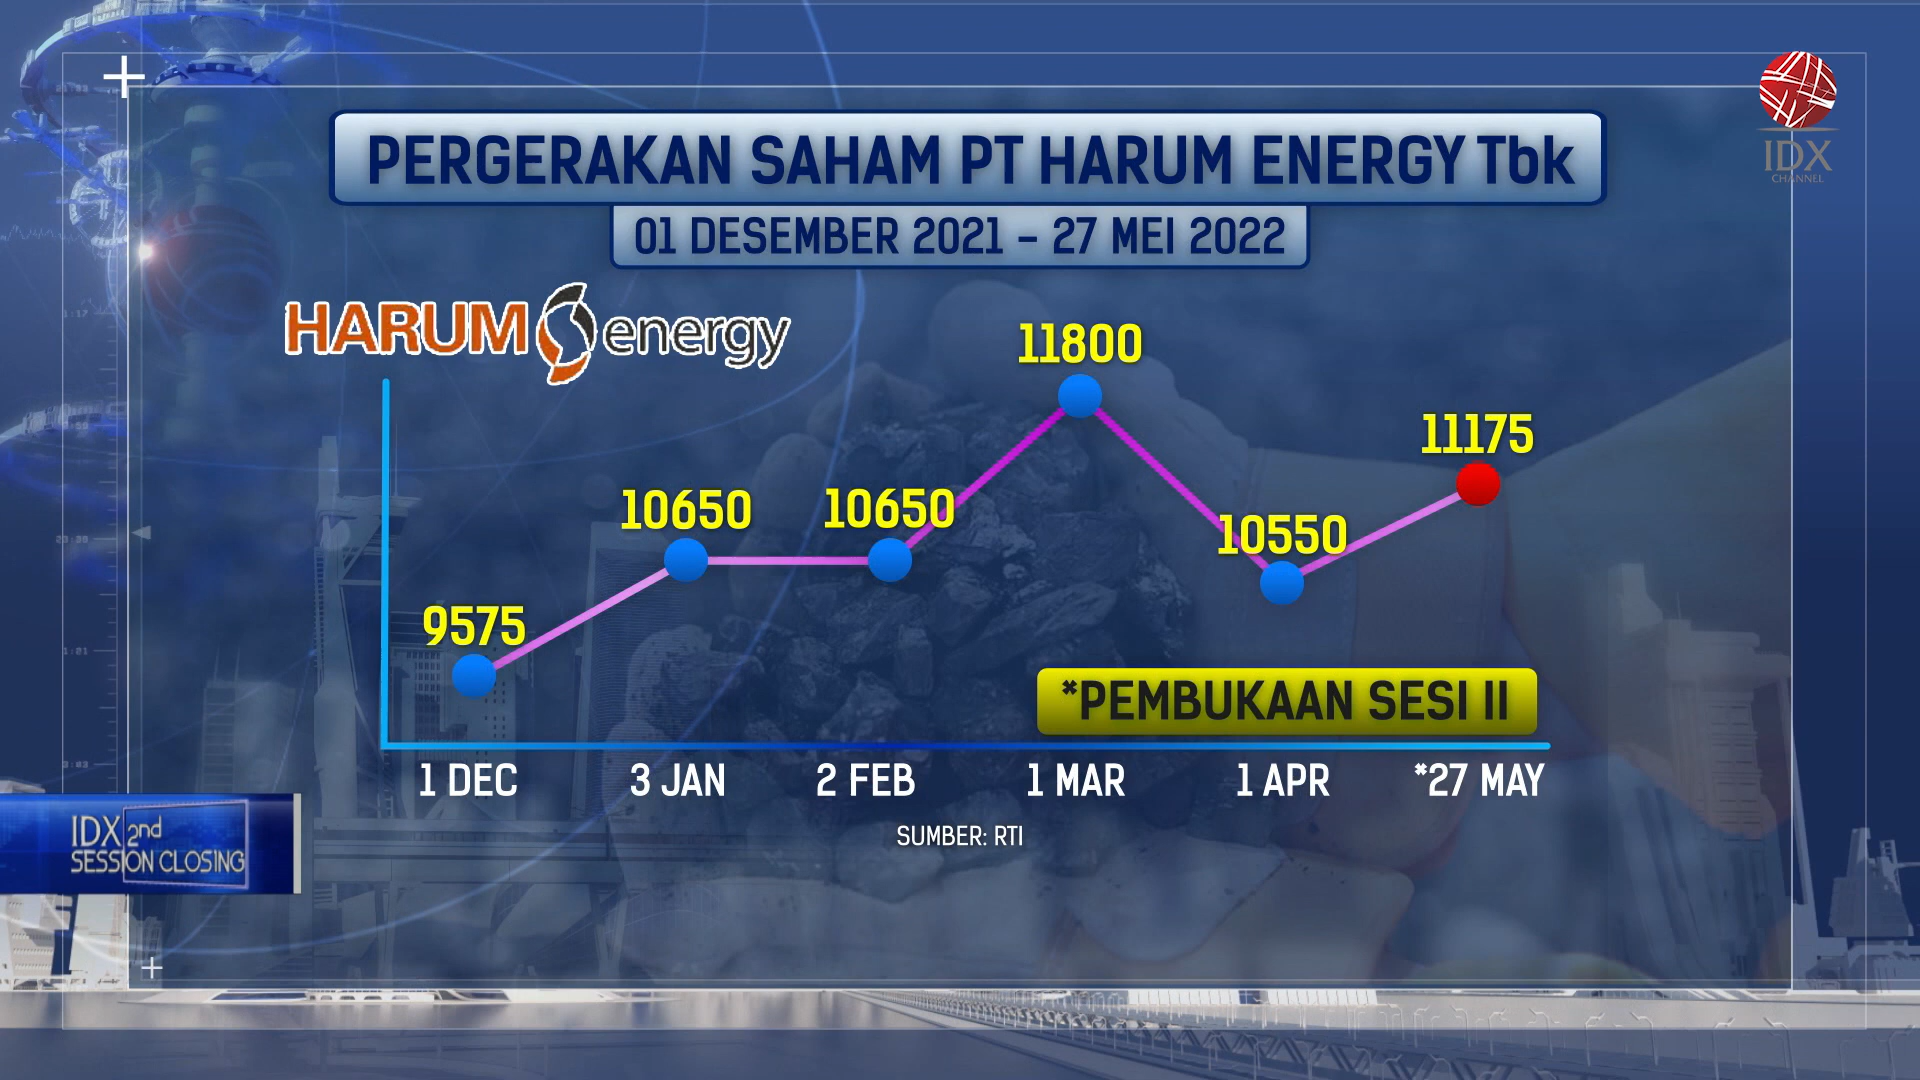 PERGERAKAN SAHAM PT HARUM ENERGY Tbk
IDX
CHANNEL
01 DESEMBER 2021 - 27 MEI 2022
HARUM energy
11800
11175
10650
10650
10550
9575
*PEMBUKAAN SESI II
1 DEC
3 JAN
2 FEB
1 MAR
1 APR
*27 MAY
SUMBER: RTI
IDX 2nd
SESSION CLOSING